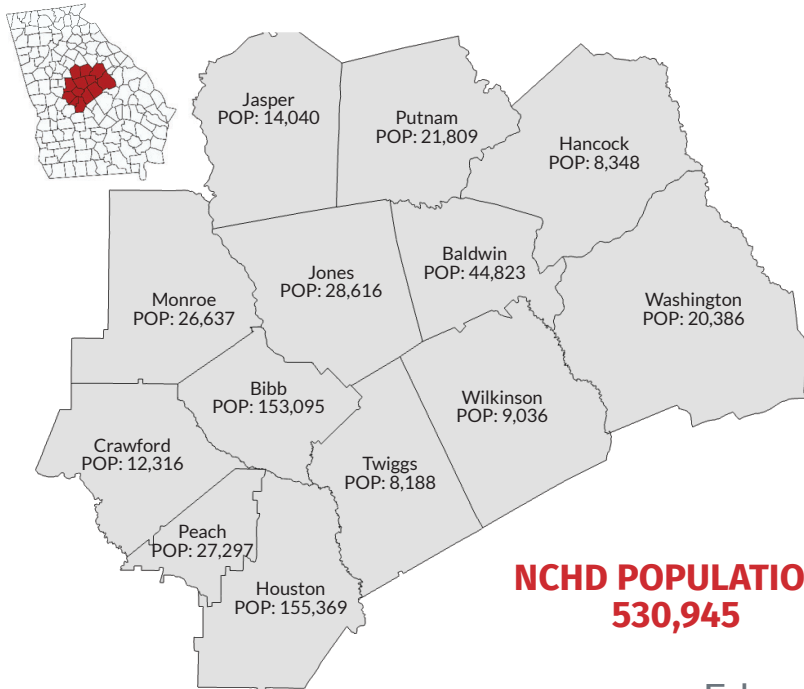 Jasper
POP: 14,040
Putnam
POP: 21,809
Hancock
POP: 8,348
Jones
POP: 28,616
Baldwin
POP: 44,823
Monroe
POP: 26,637
Washington
POP: 20,386
Bibb
POP: 153,095
Wilkinson
POP: 9,036
Crawford
POP: 12,316
Twiggs
POP: 8,188
Peach
POP: 27,297
Houston
POP: 155,369
NCHD POPULATIO
530,945